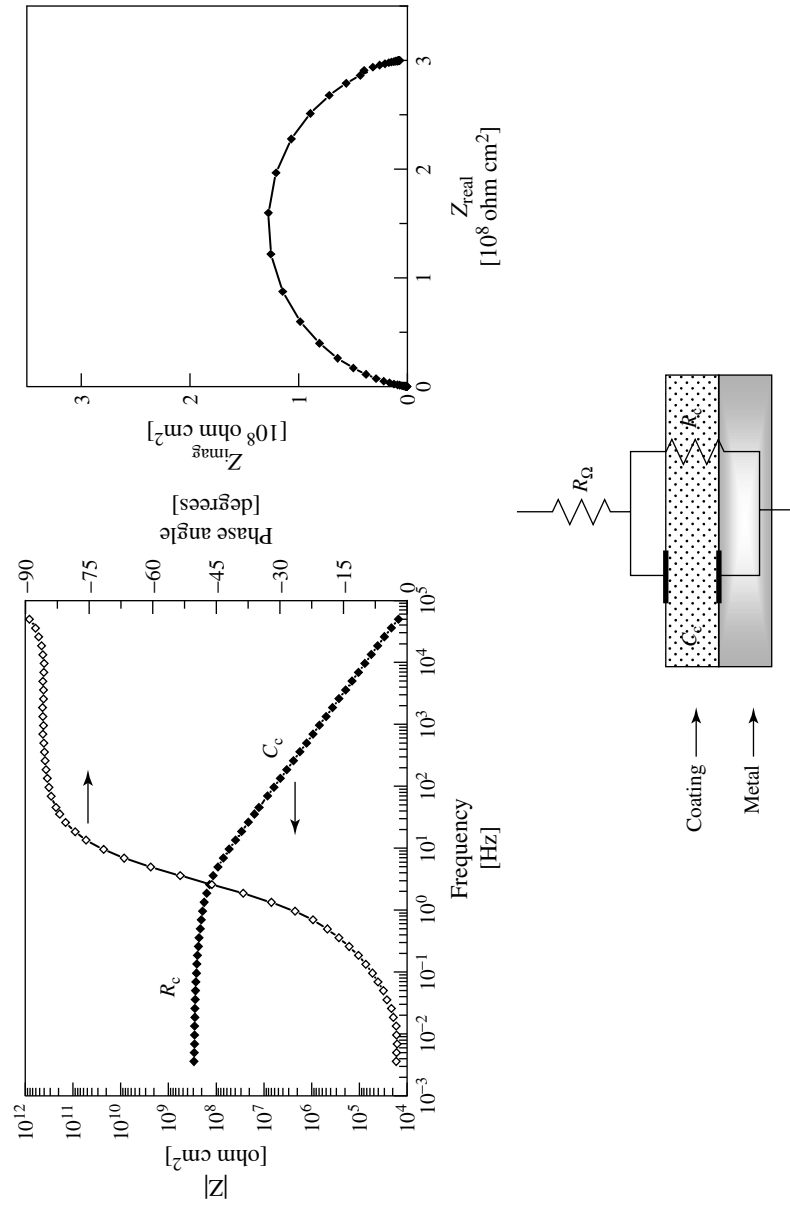 10¹²
10¹¹
10¹⁰
10⁹
10⁸
10⁷
10⁶
10⁵
10⁴
|Z|
[ohm cm²]
10⁻³
10⁻²
10⁻¹
10⁰
10¹
10²
10³
10⁴
10⁵
Frequency
[Hz]
−90
−75
−60
−45
−30
−15
0
Phase angle
[degrees]
R_c
C_c
3
2
1
0
Z_imag
[10⁸ ohm cm²]
0
1
2
3
Z_real
[10⁸ ohm cm²]
Coating
Metal
C_c
R_c
R_Ω